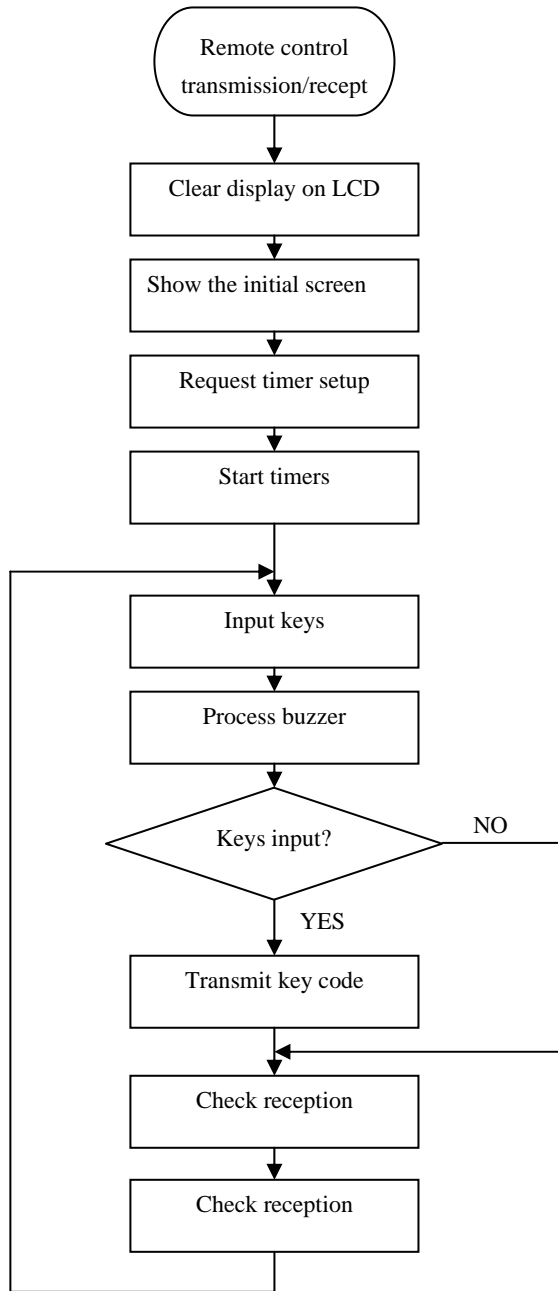 Remote control
transmission/recept
Clear display on LCD
Show the initial screen
Request timer setup
Start timers
Input keys
Process buzzer
Keys input?
NO
YES
Transmit key code
Check reception
Check reception